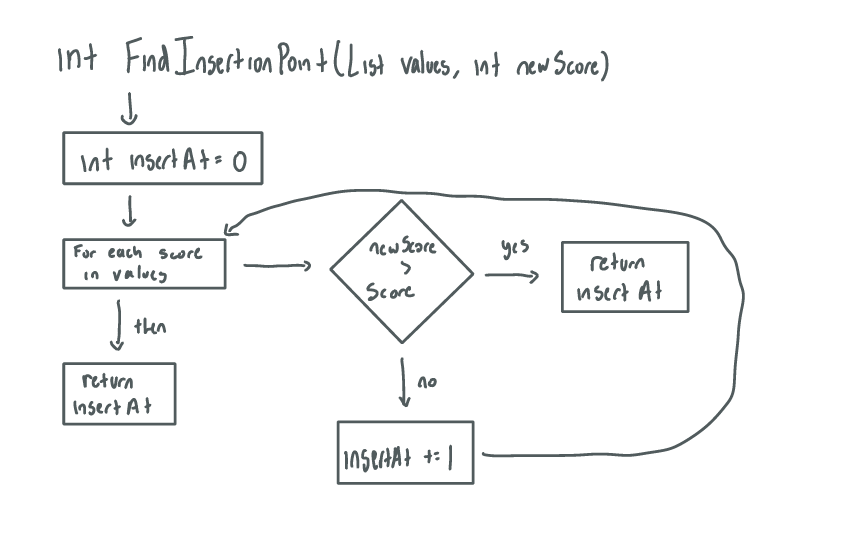 int FindInsertionPoint(List values, int newScore)
int insertAt = 0
For each score
in values
then
return
insertAt
newScore
>
Score
yes
return
insertAt
no
insertAt += 1